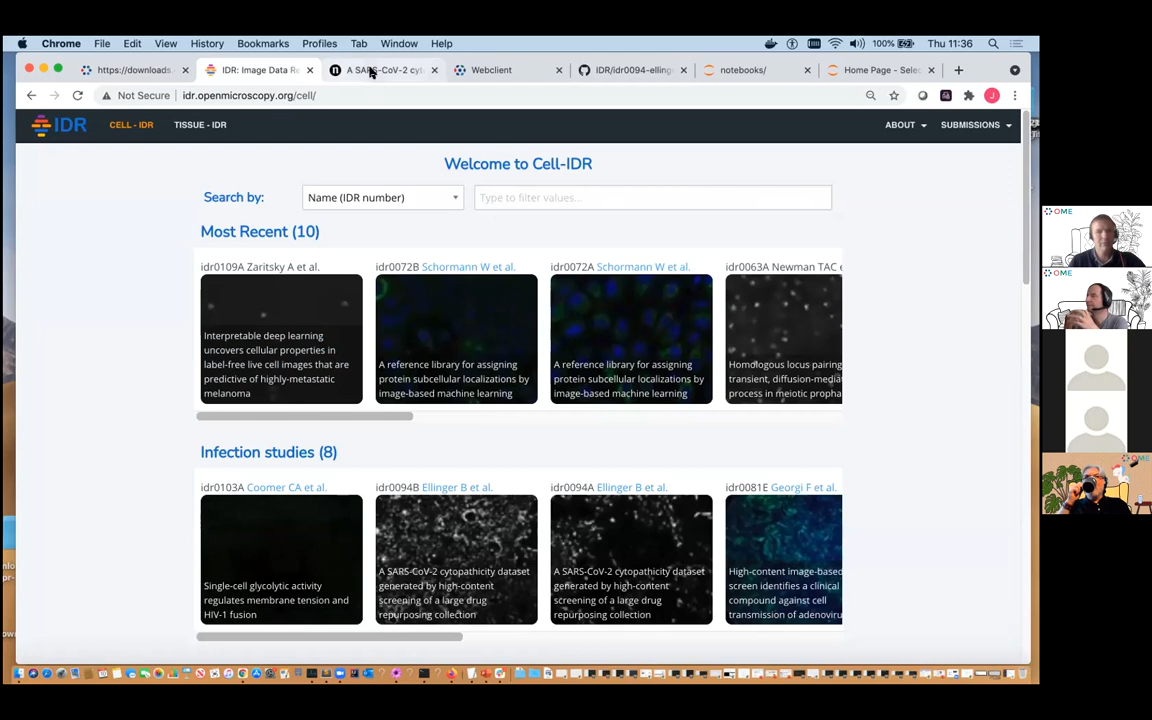 Chrome File Edit View History Bookmarks Profiles Tab Window Help 100% Thu 11:36
https://downloads. IDR: Image Data Re A SARS-CoV-2 cyt Webclient IDR/idr0094-elling notebooks/ Home Page - Selec
Not Secure idr.openmicroscopy.org/cell/ J
IDR CELL - IDR TISSUE - IDR ABOUT SUBMISSIONS
Welcome to Cell-IDR
Search by: Name (IDR number) Type to filter values...
Most Recent (10)
idr0109A Zaritsky A et al.
Interpretable deep learning
uncovers cellular properties in
label-free live cell images that are
predictive of highly-metastatic
melanoma
idr0072B Schormann W et al.
A reference library for assigning
protein subcellular localizations by
image-based machine learning
idr0072A Schormann W et al.
A reference library for assigning
protein subcellular localizations by
image-based machine learning
idr0063A Newman TAC e
Homologous locus pairing
transient, diffusion-media
process in meiotic propha
Infection studies (8)
idr0103A Coomer CA et al.
Single-cell glycolytic activity
regulates membrane tension and
HIV-1 fusion
idr0094B Ellinger B et al.
A SARS-CoV-2 cytopathicity dataset
generated by high-content
screening of a large drug
repurposing collection
idr0094A Ellinger B et al.
A SARS-CoV-2 cytopathicity dataset
generated by high-content
screening of a large drug
repurposing collection
idr0081E Georgi F et al.
High-content image-based
screen identifies a clinical
compound against cell
transmission of adenoviru
OME
OME
OME